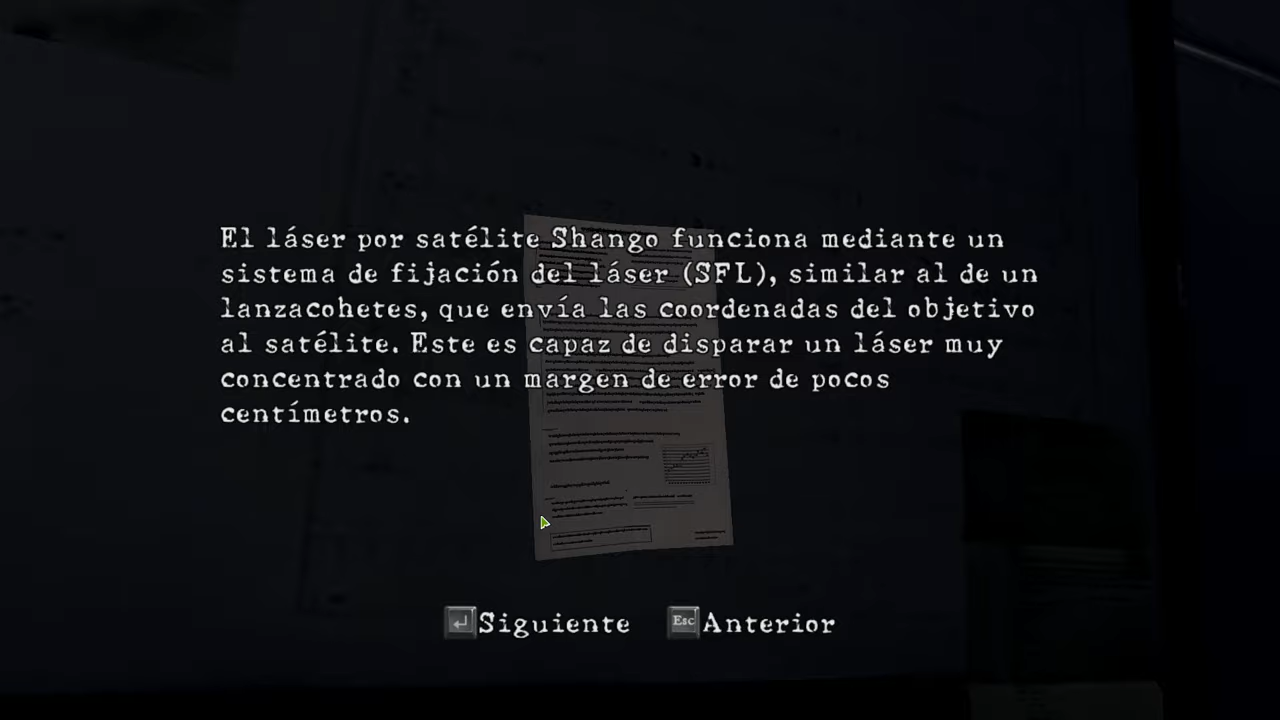 El láser por satélite Shango funciona mediante un
sistema de fijación del láser (SFL), similar al de un
lanzacohetes, que envía las coordenadas del objetivo
al satélite. Este es capaz de disparar un láser muy
concentrado con un margen de error de pocos
centímetros.
Siguiente Esc Anterior